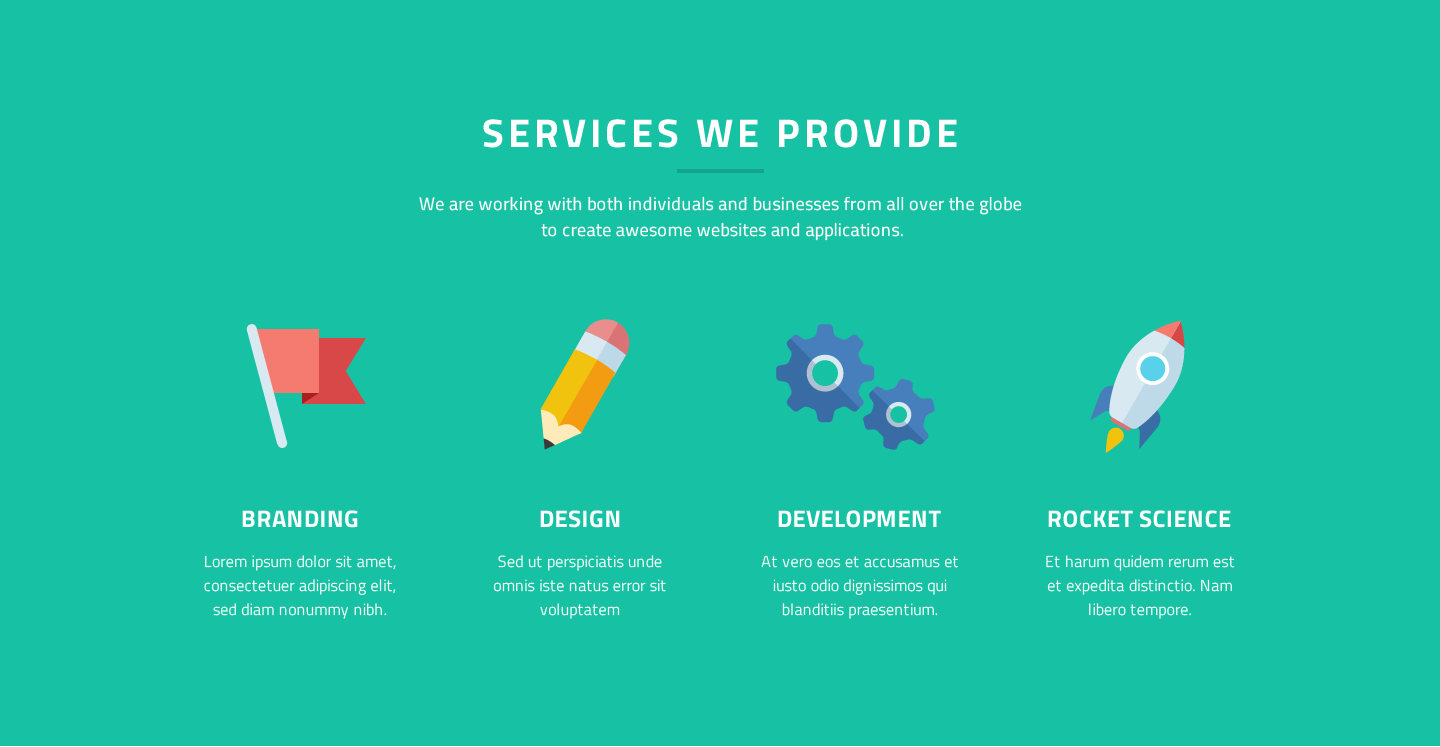 SERVICES WE PROVIDE
We are working with both individuals and businesses from all over the globe
to create awesome websites and applications.
BRANDING
Lorem ipsum dolor sit amet,
consectetuer adipiscing elit,
sed diam nonummy nibh.
DESIGN
Sed ut perspiciatis unde
omnis iste natus error sit
voluptatem
DEVELOPMENT
At vero eos et accusamus et
iusto odio dignissimos qui
blanditiis praesentium.
ROCKET SCIENCE
Et harum quidem rerum est
et expedita distinctio. Nam
libero tempore.